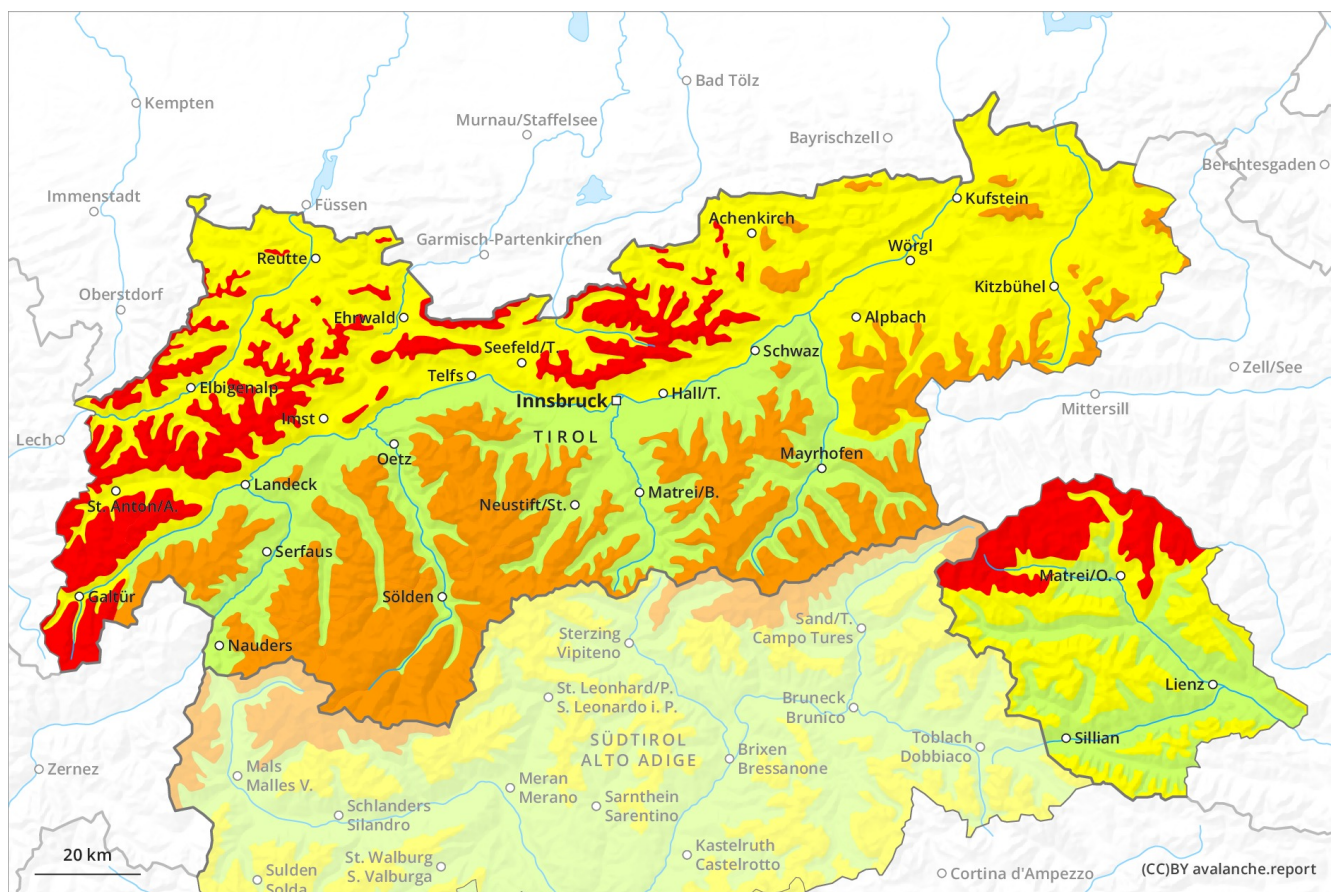 Kempten
Bad Tölz
Murnau/Staffelsee
Bayrischzell
Berchtesgaden
Immenstadt
Füssen
Kufstein
Achenkirch
Garmisch-Partenkirchen
Wörgl
Reutte
Oberstdorf
Kitzbühel
Ehrwald
Alpbach
Seefeld/T.
Schwaz
Zell/See
Telfs
Elbigenalp
Hall/T.
Innsbruck
Mittersill
Imst
Lech
TIROL
Oetz
Mayrhofen
Landeck
Matrei/B.
St. Anton/A.
Neustift/St.
Serfaus
Matrei/O.
Galtür
Sölden
Sand/T.
Campo Tures
Sterzing
Vipiteno
Nauders
Lienz
St. Leonhard/P.
S. Leonardo i. P.
Bruneck
Brunico
Sillian
SÜDTIROL
ALTO ADIGE
Toblach
Dobbiaco
Brixen
Bressanone
Zernez
Mals
Malles V.
Meran
Merano
Sarnthein
Sarentino
Schlanders
Silandro
Kastelruth
Castelrotto
20 km
St. Walburg
S. Valburga
Sulden
Solda
Cortina d'Ampezzo
(CC)BY avalanche.report